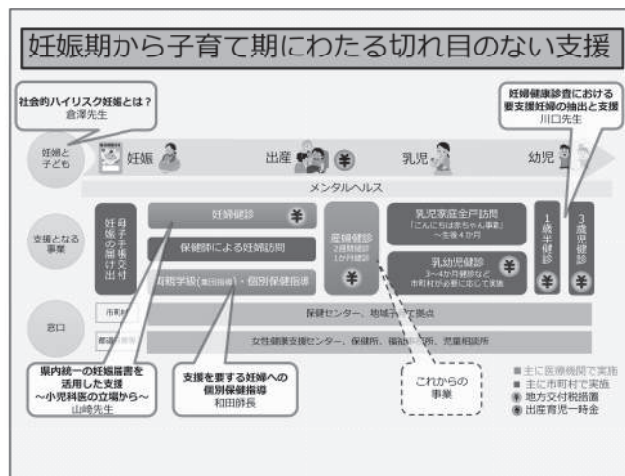 妊娠期から子育て期にわたる切れ目のない支援
社会的ハイリスク妊娠とは?
倉澤先生
妊婦健康診査における
要支援妊婦の抽出と支援
川口先生
妊婦と
子ども
妊娠
出産
¥
乳児
幼児
メンタルヘルス
支援となる
事業
母子手帳交付
妊娠の届け出
妊婦健診
¥
保健師による妊婦訪問
両親学級(集団指導)・個別保健指導
産婦健診
2週間健診
1か月健診
¥
乳児家庭全戸訪問
「こんにちは赤ちゃん事業」
~生後4か月
乳幼児健診
¥
3~4か月健診など
市町村が必要に応じて実施
1歳半健診
3歳児健診
窓口
市町村
保健センター、地域子育て拠点
女性健康支援センター、保健所、福祉事務所、児童相談所
県内統一の妊娠届書を
活用した支援
~小児科医の立場から~
山崎先生
支援を要する妊婦への
個別保健指導
和田師長
これからの
事業
主に医療機関で実施
主に市町村で実施
¥ 地方交付税措置
¥ 出産育児一時金